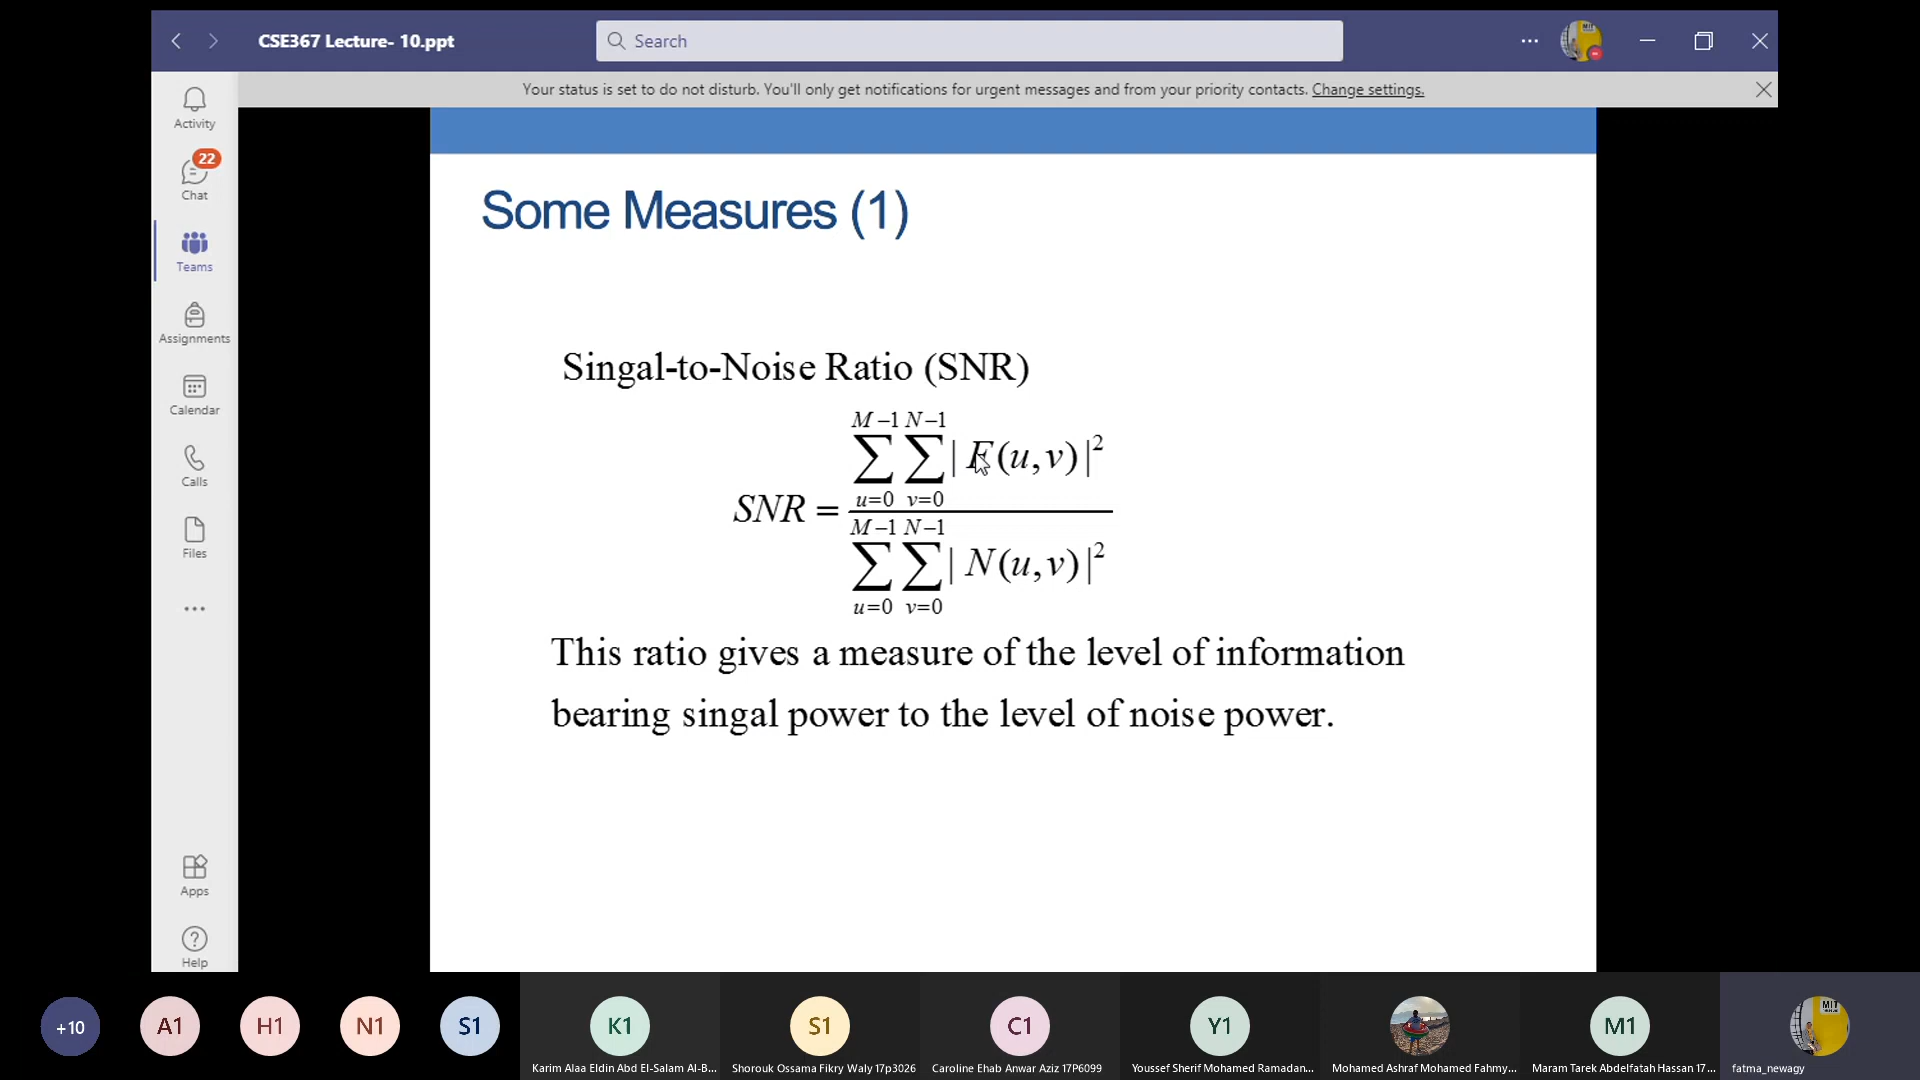 CSE367 Lecture- 10.ppt
Search
Your status is set to do not disturb. You'll only get notifications for urgent messages and from your priority contacts. Change settings.
Activity
22
Chat
Teams
Assignments
Calendar
Calls
Files
Apps
Help
Some Measures (1)
Singal-to-Noise Ratio (SNR)
M−1 N−1
∑ ∑ | F(u,v) |²
u=0 v=0
SNR =
M−1 N−1
∑ ∑ | N(u,v) |²
u=0 v=0
This ratio gives a measure of the level of information
bearing singal power to the level of noise power.
+10
A1
H1
N1
S1
K1
S1
C1
Y1
M1
MIT
Karim Alaa Eldin Abd El-Salam Al-B...
Shorouk Ossama Fikry Waly 17p3026
Caroline Ehab Anwar Aziz 17P6099
Youssef Sherif Mohamed Ramadan...
Mohamed Ashraf Mohamed Fahmy...
Maram Tarek Abdelfatah Hassan 17...
fatma_newagy